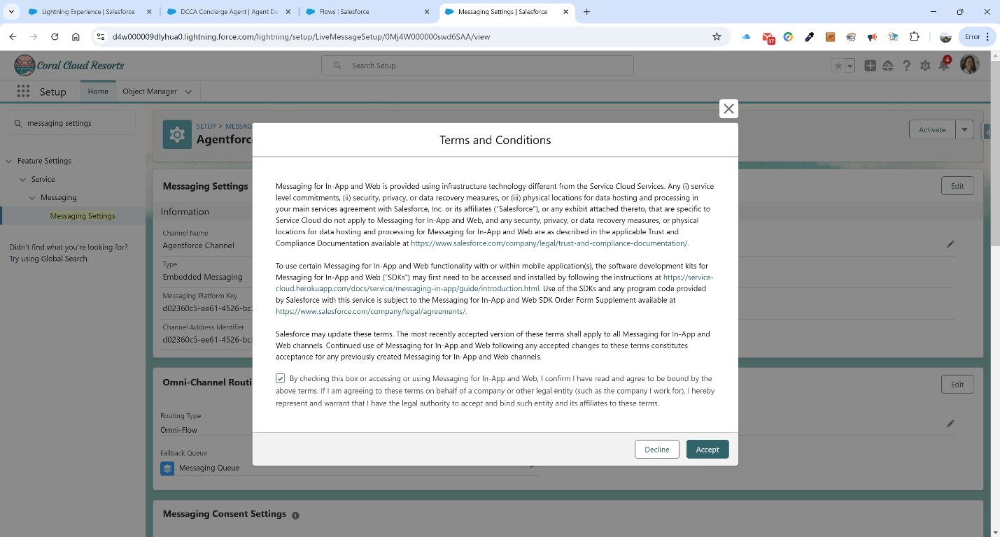 Lightning Experience | Salesforce
DCCA Concierge Agent | Agent De
Flows | Salesforce
Messaging Settings | Salesforce
d4w000009dlyhua0.lightning.force.com/lightning/setup/LiveMessageSetup/0Mj4W000000swd6SAA/view
37
Error
Coral Cloud Resorts
Search Setup
4
Setup
Home
Object Manager
messaging settings
Feature Settings
Service
Messaging
Messaging Settings
Didn't find what you're looking for?
Try using Global Search.
SETUP > MESSAG
Agentforc
Activate
Messaging Settings
Edit
Information
Channel Name
Agentforce Channel
Type
Embedded Messaging
Messaging Platform Key
d02360c5-ee61-4526-bc
Channel Address Identifier
d02360c5-ee61-4526-bc
Omni-Channel Routi
Edit
Routing Type
Omni-Flow
Fallback Queue
Messaging Queue
Messaging Consent Settings
Terms and Conditions
Messaging for In-App and Web is provided using infrastructure technology different from the Service Cloud Services. Any (i) service
level commitments, (ii) security, privacy, or data recovery measures, or (iii) physical locations for data hosting and processing in
your main services agreement with Salesforce, Inc. or its affiliates ("Salesforce"), or any exhibit attached thereto, that are specific to
Service Cloud do not apply to Messaging for In-App and Web, and any security, privacy, or data recovery measures, or physical
locations for data hosting and processing for Messaging for In-App and Web are as described in the applicable Trust and
Compliance Documentation available at https://www.salesforce.com/company/legal/trust-and-compliance-documentation/.
To use certain Messaging for In-App and Web functionality with or within mobile application(s), the software development kits for
Messaging for In-App and Web ("SDKs") may first need to be accessed and installed by following the instructions at https://service-
cloud.herokuapp.com/docs/service/messaging-in-app/guide/introduction.html. Use of the SDKs and any program code provided
by Salesforce with this service is subject to the Messaging for In-App and Web SDK Order Form Supplement available at
https://www.salesforce.com/company/legal/agreements/.
Salesforce may update these terms. The most recently accepted version of these terms shall apply to all Messaging for In-App and
Web channels. Continued use of Messaging for In-App and Web following any accepted changes to these terms constitutes
acceptance for any previously created Messaging for In-App and Web channels.
By checking this box or accessing or using Messaging for In-App and Web, I confirm I have read and agree to be bound by the
above terms. If I am agreeing to these terms on behalf of a company or other legal entity (such as the company I work for), I hereby
represent and warrant that I have the legal authority to accept and bind such entity and its affiliates to these terms.
Decline
Accept